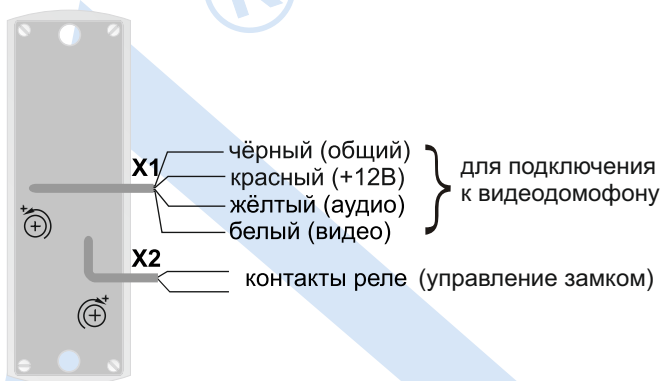 ®
X1
чёрный (общий)
красный (+12В)
жёлтый (аудио)
белый (видео)
для подключения
к видеодомофону
+
X2
контакты реле (управление замком)
+